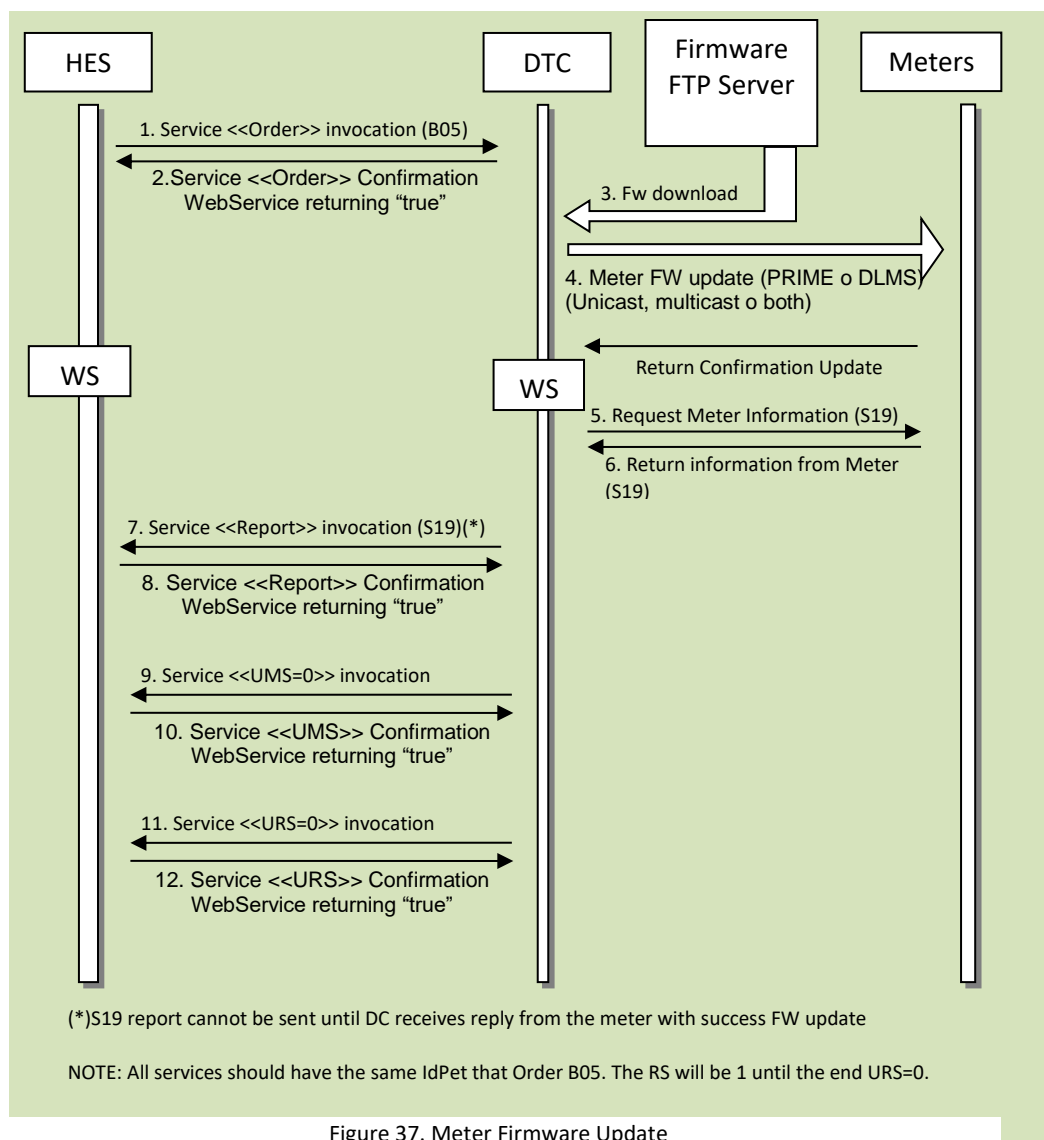 HES
DTC
Firmware
FTP Server
Meters
1. Service <<Order>> invocation (B05)
2.Service <<Order>> Confirmation
WebService returning “true”
3. Fw download
4. Meter FW update (PRIME o DLMS)
(Unicast, multicast o both)
WS
Return Confirmation Update
WS
5. Request Meter Information (S19)
6. Return information from Meter
(S19)
7. Service <<Report>> invocation (S19)(*)
8. Service <<Report>> Confirmation
WebService returning “true”
9. Service <<UMS=0>> invocation
10. Service <<UMS>> Confirmation
WebService returning “true”
11. Service <<URS=0>> invocation
12. Service <<URS>> Confirmation
WebService returning “true”
(*)S19 report cannot be sent until DC receives reply from the meter with success FW update
NOTE: All services should have the same IdPet that Order B05. The RS will be 1 until the end URS=0.
Figure 37. Meter Firmware Update